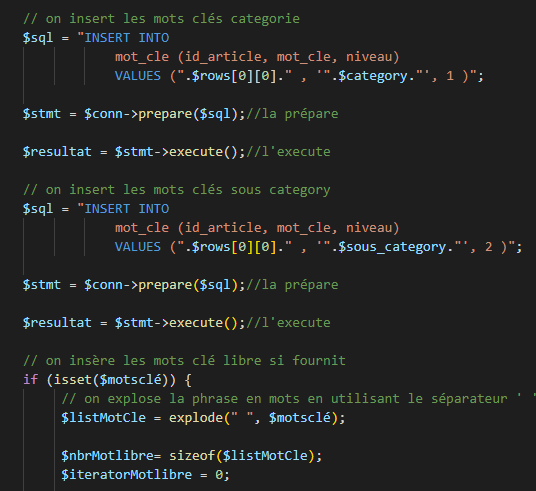 // on insert les mots clés categorie
$sql = "INSERT INTO
mot_cle (id_article, mot_cle, niveau)
VALUES (".$rows[0][0]." , '".$category."', 1 )";
$stmt = $conn->prepare($sql);//la prépare
$resultat = $stmt->execute();//l'execute
// on insert les mots clés sous category
$sql = "INSERT INTO
mot_cle (id_article, mot_cle, niveau)
VALUES (".$rows[0][0]." , '".$sous_category."', 2 )";
$stmt = $conn->prepare($sql);//la prépare
$resultat = $stmt->execute();//l'execute
// on insère les mots clé libre si fournit
if (isset($motsclé)) {
// on explose la phrase en mots en utilisant le séparateur ' '
$listMotCle = explode(" ", $motsclé);
$nbrMotlibre= sizeof($listMotCle);
$iteratorMotlibre = 0;